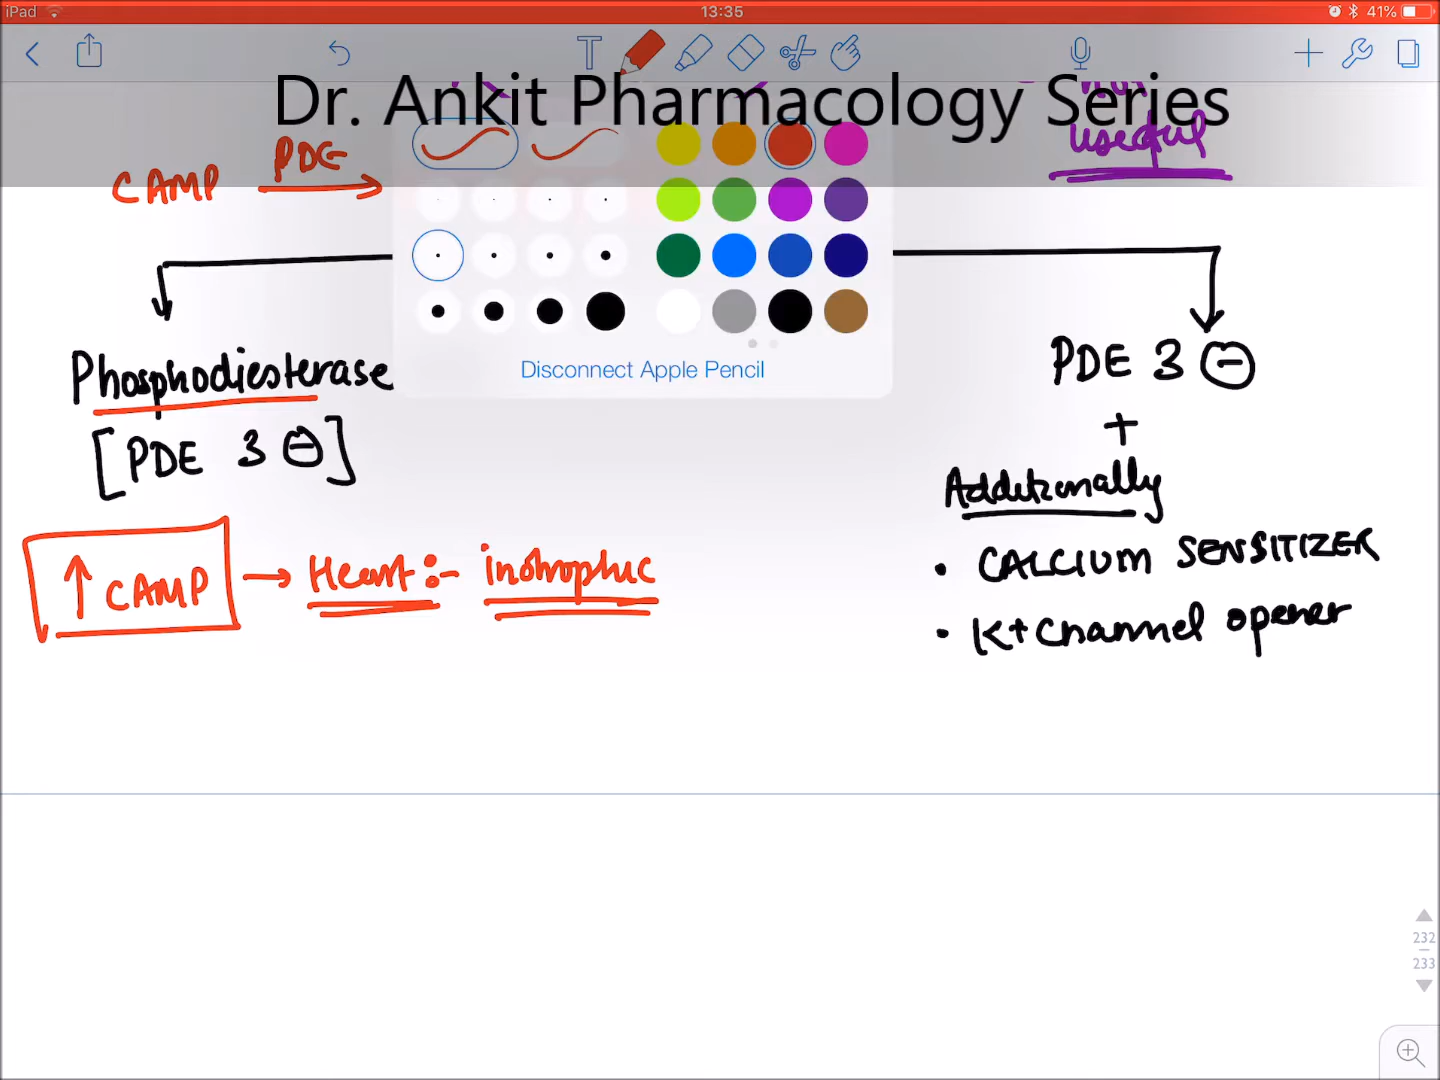 iPad 13:35 41%
T
Dr. Ankit Pharmacology Series
useful
CAMP PDE
Disconnect Apple Pencil
Phosphodiesterase
[PDE 3 ⊖]
PDE 3 ⊖
+
Additionally
• CALCIUM SENSITIZER
• K+ channel opener
↑ CAMP → Heart :- inotrophic
232
233